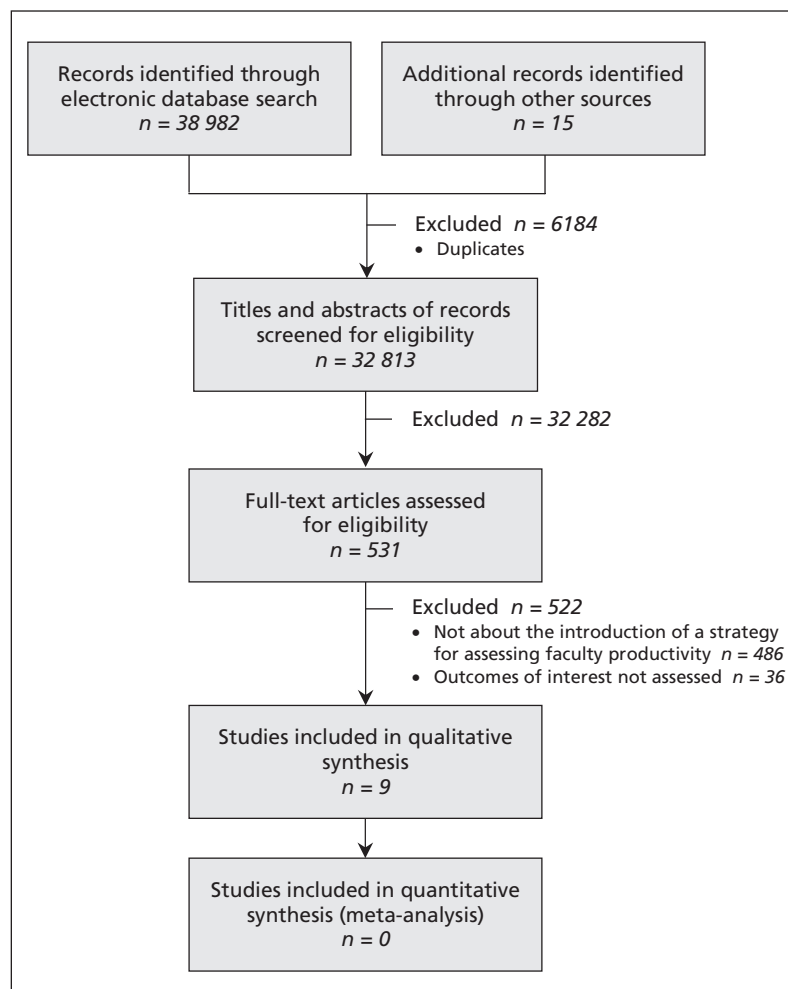 Records identified through
electronic database search
n = 38 982
Additional records identified
through other sources
n = 15
Excluded n = 6184
• Duplicates
Titles and abstracts of records
screened for eligibility
n = 32 813
Excluded n = 32 282
Full-text articles assessed
for eligibility
n = 531
Excluded n = 522
• Not about the introduction of a strategy
for assessing faculty productivity n = 486
• Outcomes of interest not assessed n = 36
Studies included in qualitative
synthesis
n = 9
Studies included in quantitative
synthesis (meta-analysis)
n = 0